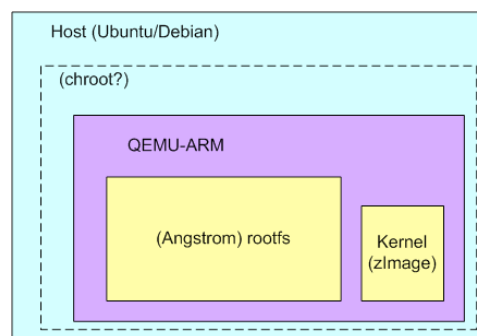 Host (Ubuntu/Debian)
(chroot?)
QEMU-ARM
(Angstrom) rootfs
Kernel
(zImage)